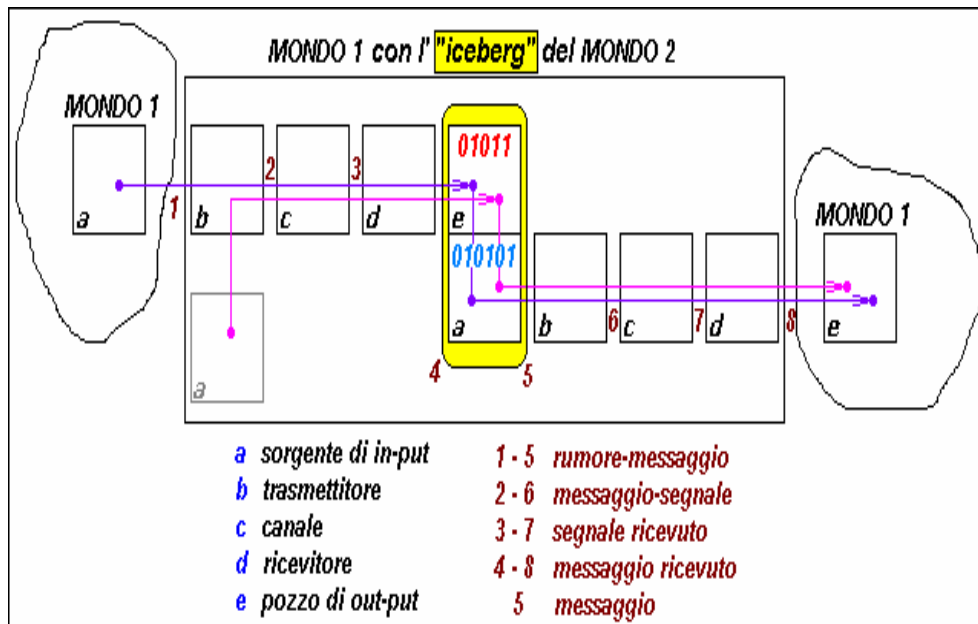 MONDO 1 con l' "iceberg" del MONDO 2
MONDO 1
01011
2
3
1
a
b
c
d
e
MONDO 1
010101
a
b
6
c
7
d
8
e
4
5
a
a sorgente di in-put
b trasmettitore
c canale
d ricevitore
e pozzo di out-put
1 - 5 rumore-messaggio
2 - 6 messaggio-segnale
3 - 7 segnale ricevuto
4 - 8 messaggio ricevuto
5 messaggio